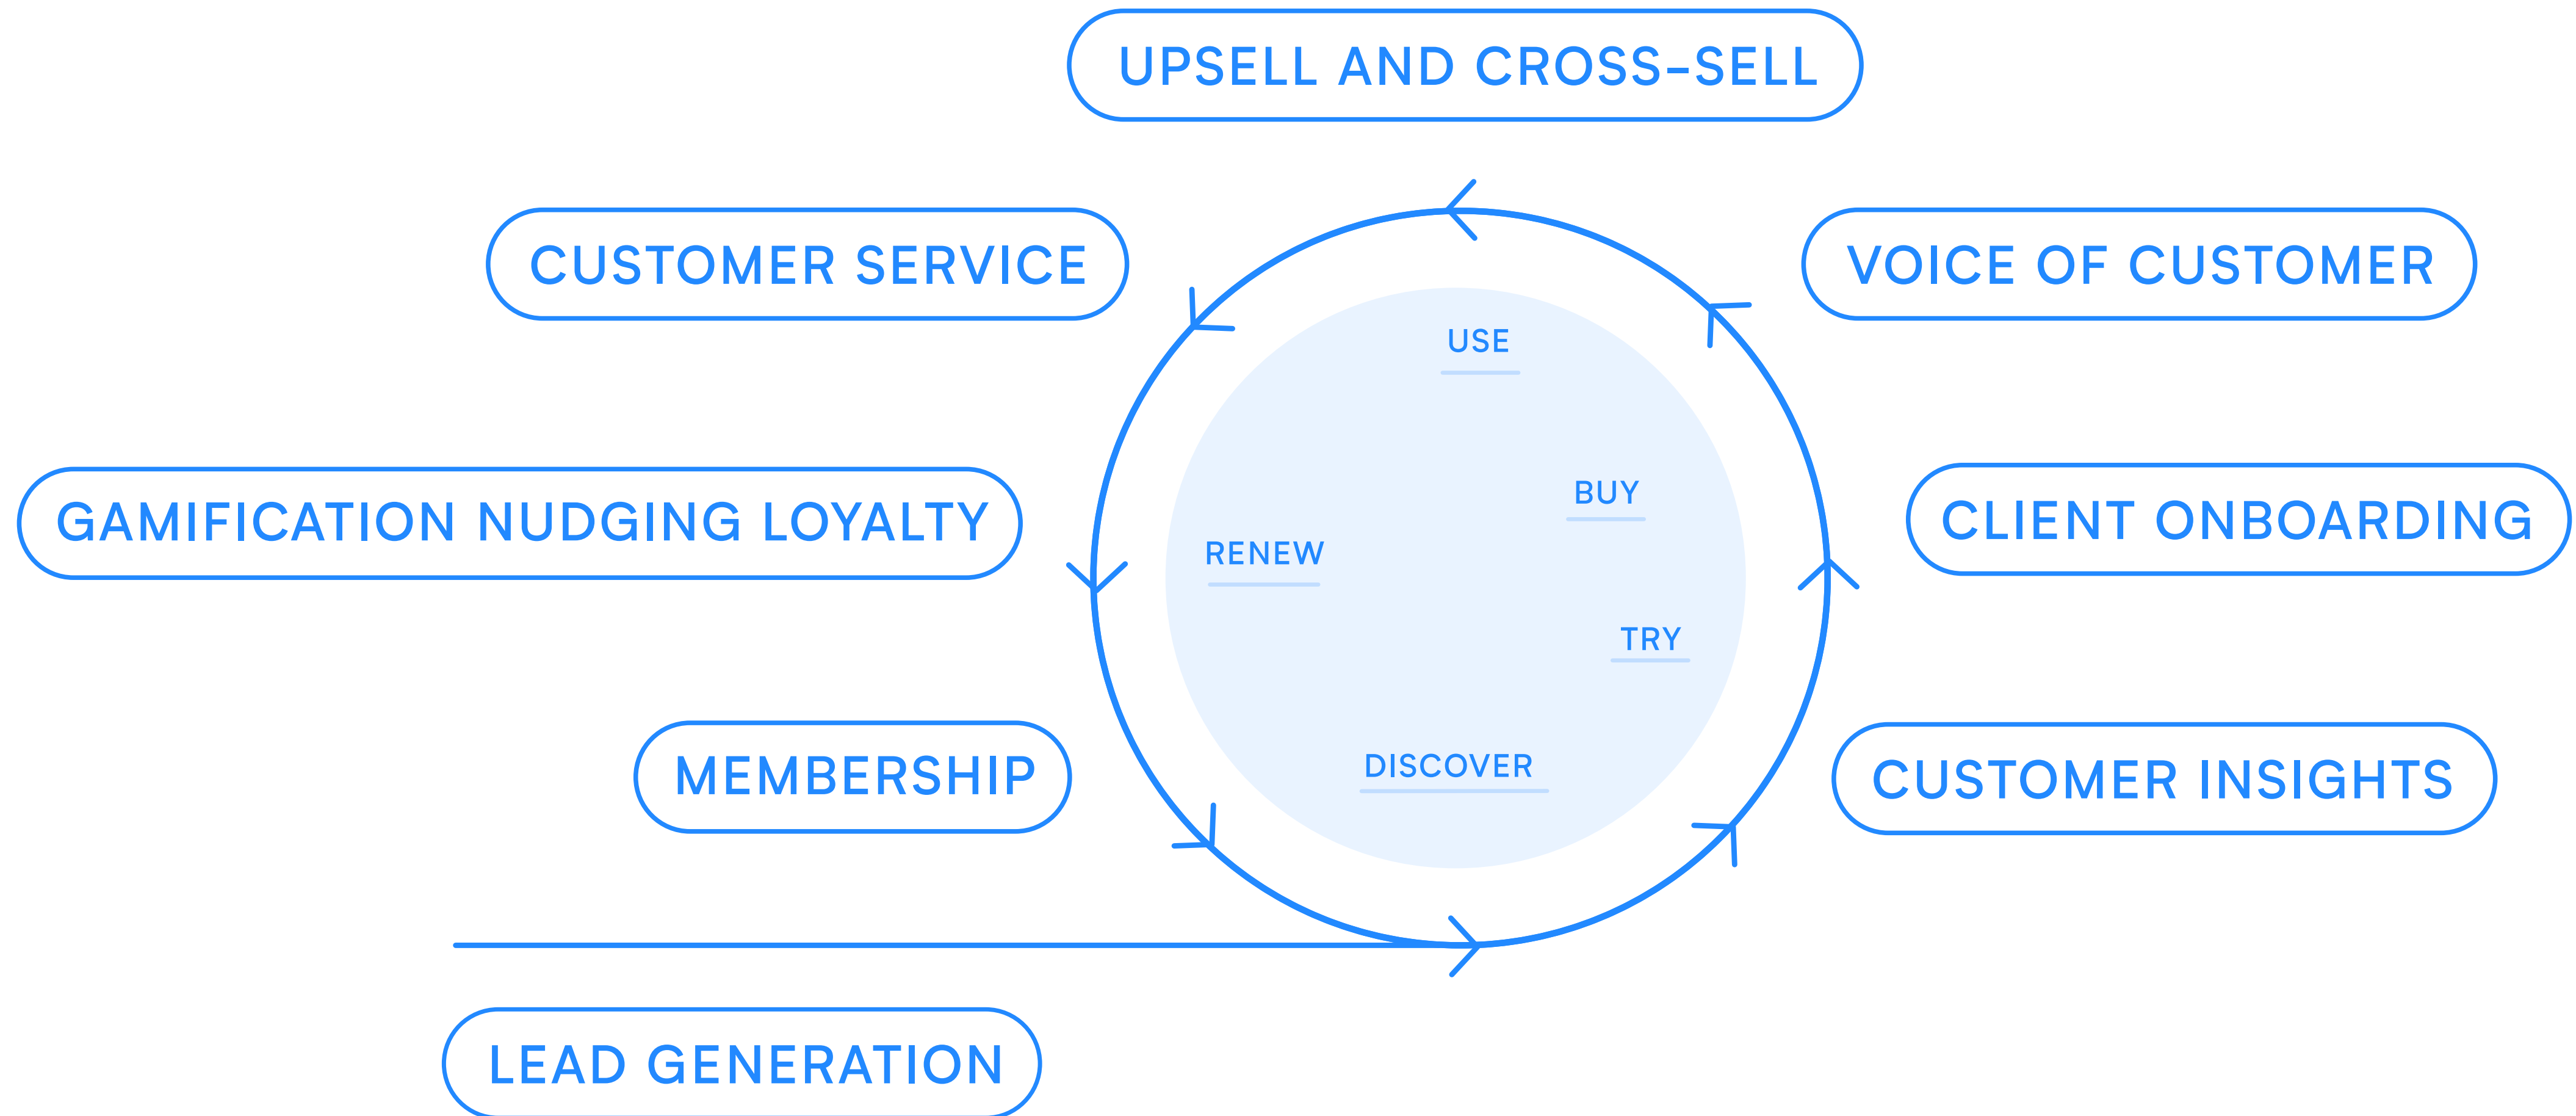 UPSELL AND CROSS-SELL
CUSTOMER SERVICE
VOICE OF CUSTOMER
USE
BUY
GAMIFICATION NUDGING LOYALTY
CLIENT ONBOARDING
RENEW
TRY
MEMBERSHIP
DISCOVER
CUSTOMER INSIGHTS
LEAD GENERATION